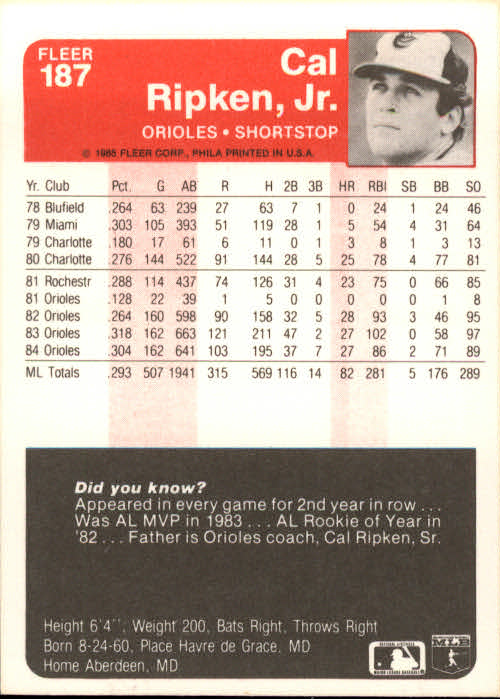 FLEER
187
Cal
Ripken, Jr.
ORIOLES • SHORTSTOP
© 1985 FLEER CORP., PHILA PRINTED IN U.S.A.
Yr. Club Pct. G AB R H 2B 3B HR RBI SB BB SO
78 Blufield .264 63 239 27 63 7 1 0 24 1 24 46
79 Miami .303 105 393 51 119 28 1 5 54 4 31 64
79 Charlotte .180 17 61 6 11 0 1 3 8 1 3 13
80 Charlotte .276 144 522 91 144 28 5 25 78 4 77 81
81 Rochestr .288 114 437 74 126 31 4 23 75 0 66 85
81 Orioles .128 22 39 1 5 0 0 0 0 0 1 8
82 Orioles .264 160 598 90 158 32 5 28 93 3 46 95
83 Orioles .318 162 663 121 211 47 2 27 102 0 58 97
84 Orioles .304 162 641 103 195 37 7 27 86 2 71 89
ML Totals .293 507 1941 315 569 116 14 82 281 5 176 289
Did you know?
Appeared in every game for 2nd year in row . . .
Was AL MVP in 1983 . . . AL Rookie of Year in
'82 . . . Father is Orioles coach, Cal Ripken, Sr.
Height 6'4"; Weight 200, Bats Right, Throws Right
Born 8-24-60, Place Havre de Grace, MD
Home Aberdeen, MD